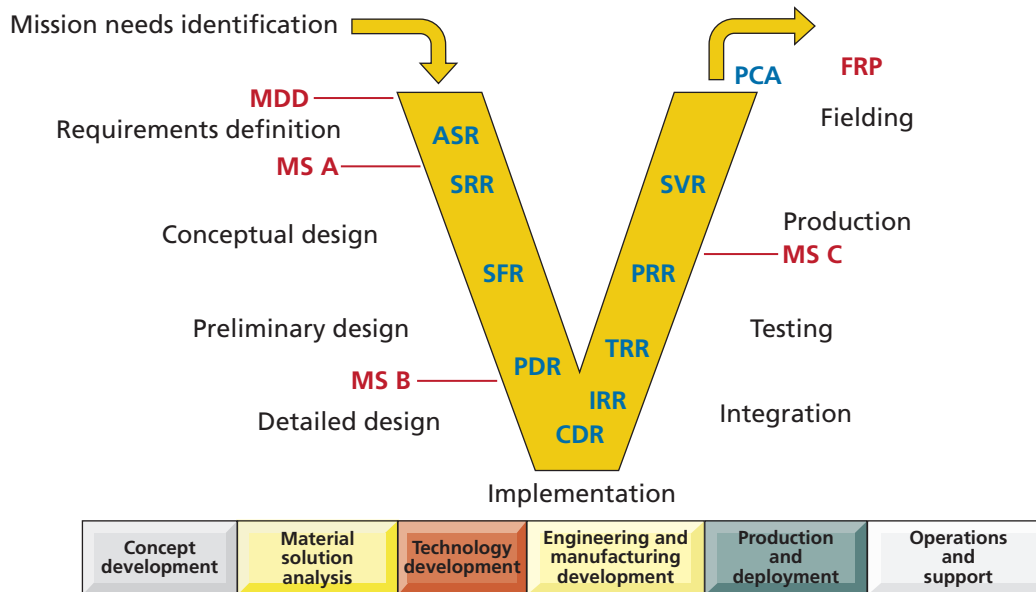 Mission needs identification
PCA
FRP
MDD
Fielding
Requirements definition
ASR
MS A
SRR
SVR
Production
Conceptual design
MS C
SFR
PRR
Preliminary design
Testing
TRR
PDR
MS B
IRR
Detailed design
Integration
CDR
Implementation
Concept
development
Material
solution
analysis
Technology
development
Engineering and
manufacturing
development
Production
and
deployment
Operations
and
support